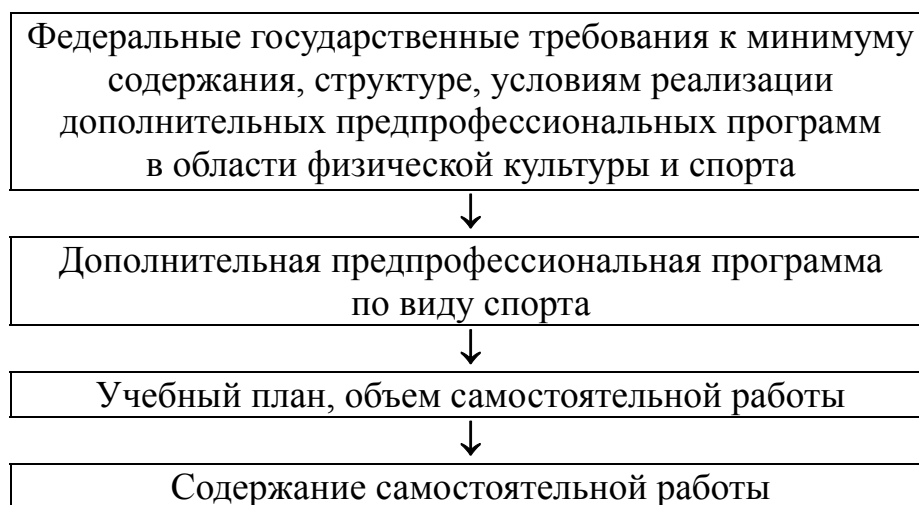 Федеральные государственные требования к минимуму
содержания, структуре, условиям реализации
дополнительных предпрофессиональных программ
в области физической культуры и спорта
↓
Дополнительная предпрофессиональная программа
по виду спорта
↓
Учебный план, объем самостоятельной работы
↓
Содержание самостоятельной работы